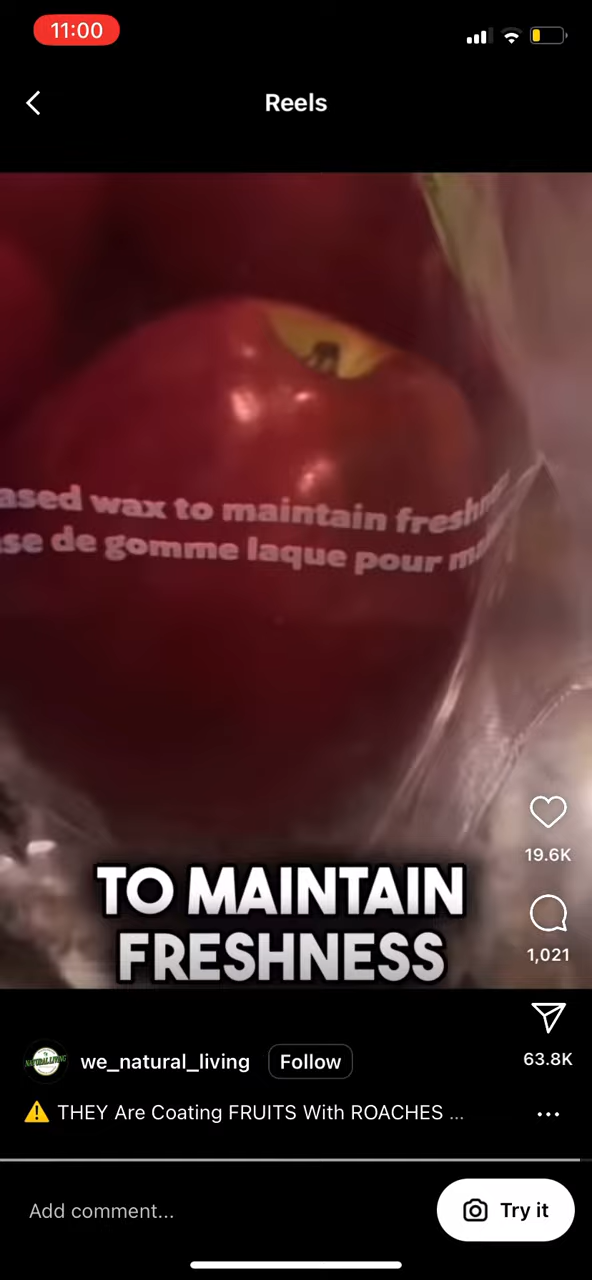 11:00
Reels
ased wax to maintain fresh
se de gomme laque pour
TO MAINTAIN
FRESHNESS
19.6K
1,021
63.8K
we_natural_living
Follow
⚠️ THEY Are Coating FRUITS With ROACHES ...
Add comment...
Try it